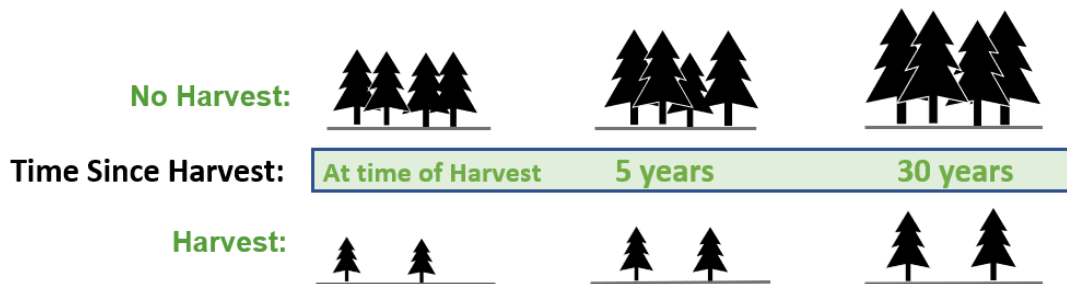 No Harvest:
Time Since Harvest: At time of Harvest 5 years 30 years
Harvest: